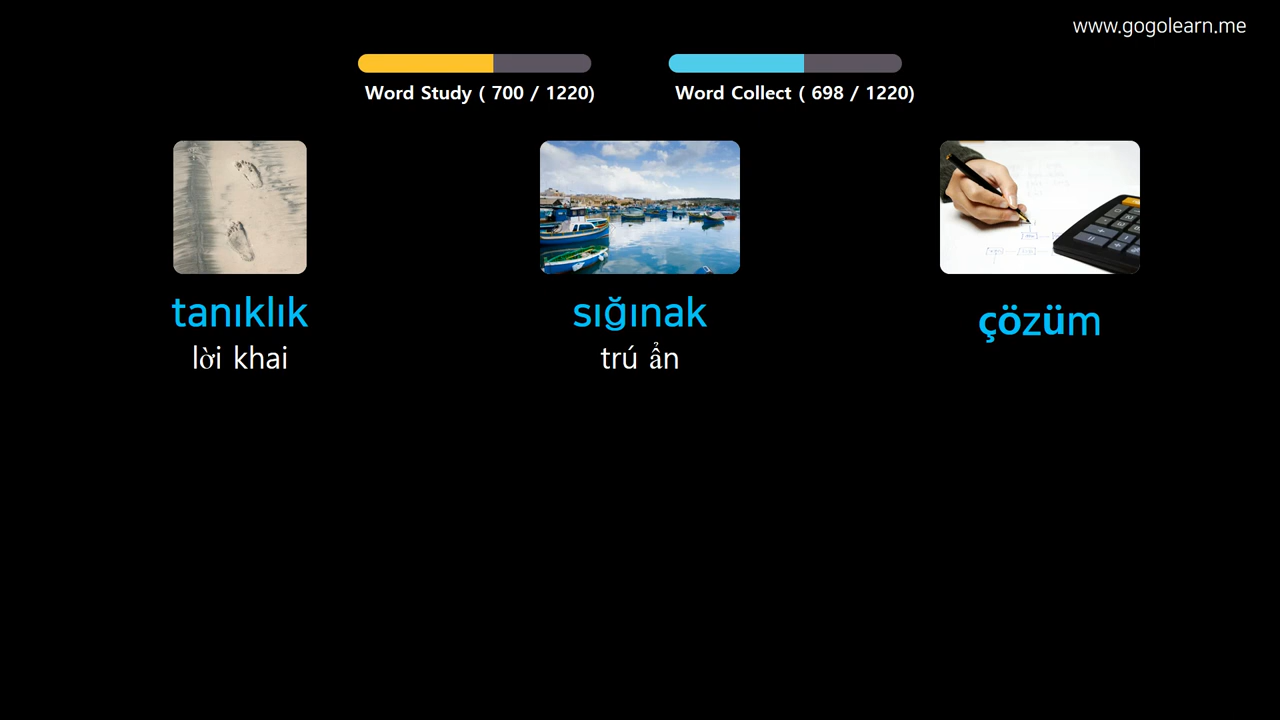 www.gogolearn.me
Word Study ( 700 / 1220)
Word Collect ( 698 / 1220)
tanıklık
lời khai
sığınak
trú ẩn
çözüm